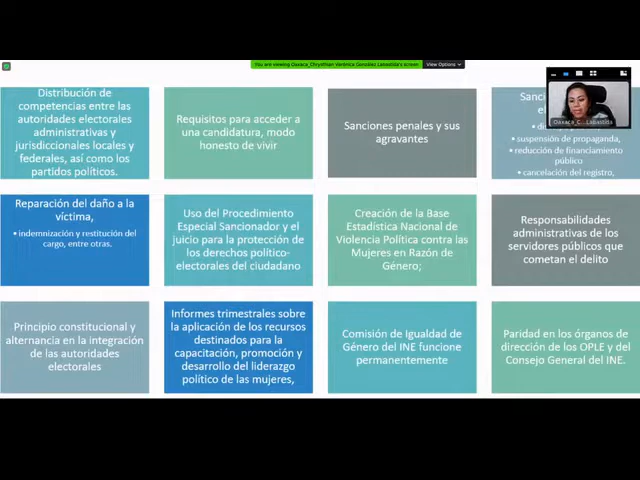 You are viewing Oaxaca_Chrynthian Verónica González Labastida's screen
View Options
Distribución de
competencias entre las
autoridades electorales
administrativas y
jurisdiccionales locales y
federales, así como los
partidos políticos.
Requisitos para acceder a
una candidatura, modo
honesto de vivir
Sanciones penales y sus
agravantes
Sanci
el
• di
• suspensión de propaganda,
• reducción de financiamiento
público
• cancelación del registro,
Oaxaca_C... Labastida
Reparación del daño a la
víctima,
• indemnización y restitución del
cargo, entre otras.
Uso del Procedimiento
Especial Sancionador y el
juicio para la protección de
los derechos político-
electorales del ciudadano
Creación de la Base
Estadística Nacional de
Violencia Política contra las
Mujeres en Razón de
Género;
Responsabilidades
administrativas de los
servidores públicos que
cometan el delito
Principio constitucional y
alternancia en la integración
de las autoridades
electorales
Informes trimestrales sobre
la aplicación de los recursos
destinados para la
capacitación, promoción y
desarrollo del liderazgo
político de las mujeres,
Comisión de Igualdad de
Género del INE funcione
permanentemente
Paridad en los órganos de
dirección de los OPLE y del
Consejo General del INE.